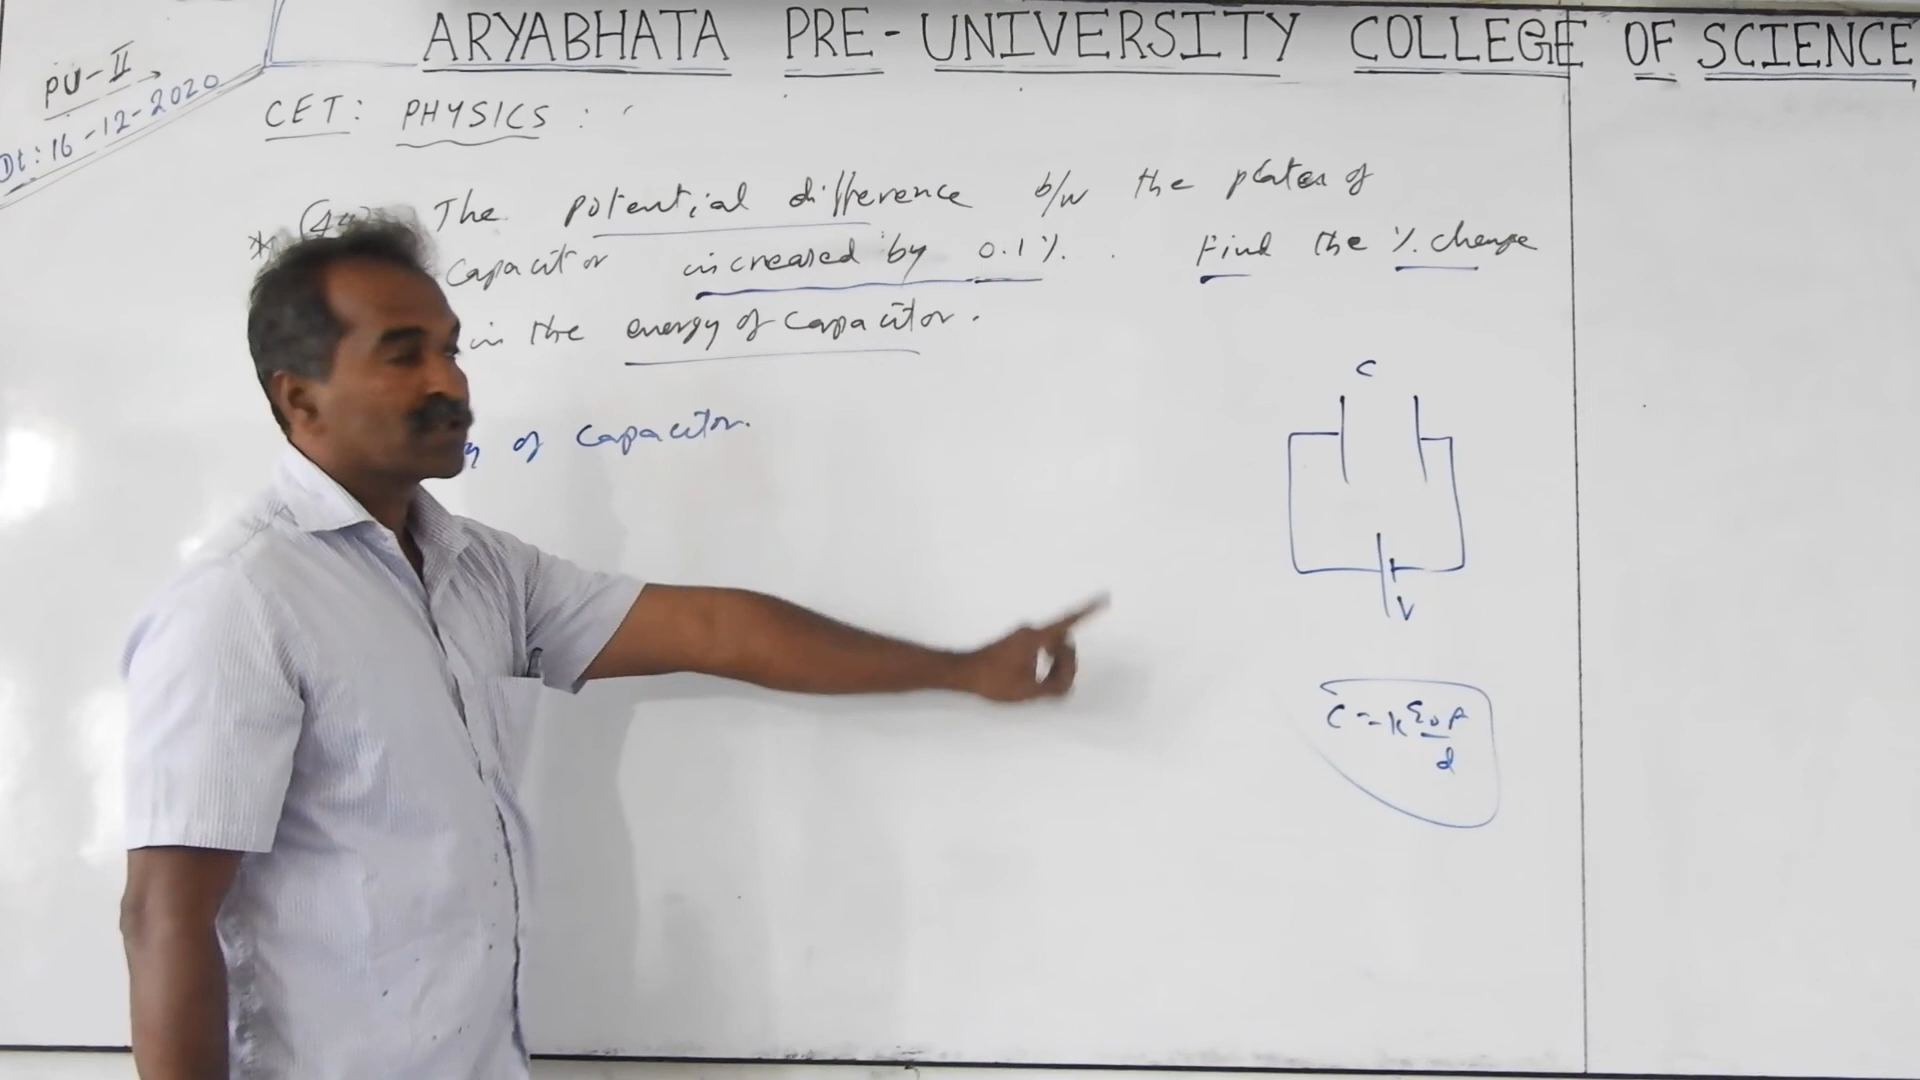 ARYABHATA PRE-UNIVERSITY COLLEGE OF SCIENCE
PU-II
Dt: 16-12-2020
CET: PHYSICS :
* The potential difference b/w the plates of
capacitor increased by 0.1%. Find the % change
in the energy of capacitor.
of capacitor.
C
V
C = k ε₀A
d